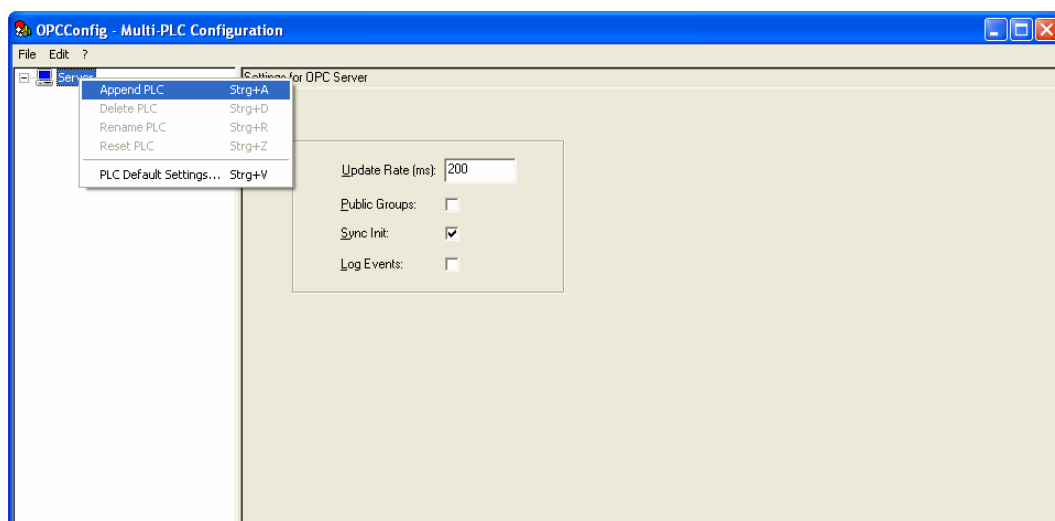 OPCConfig - Multi-PLC Configuration
File Edit ?
Server
Settings for OPC Server
Append PLC Strg+A
Delete PLC Strg+D
Rename PLC Strg+R
Reset PLC Strg+Z
PLC Default Settings... Strg+V
Update Rate (ms): 200
Public Groups:
Sync Init:
Log Events: